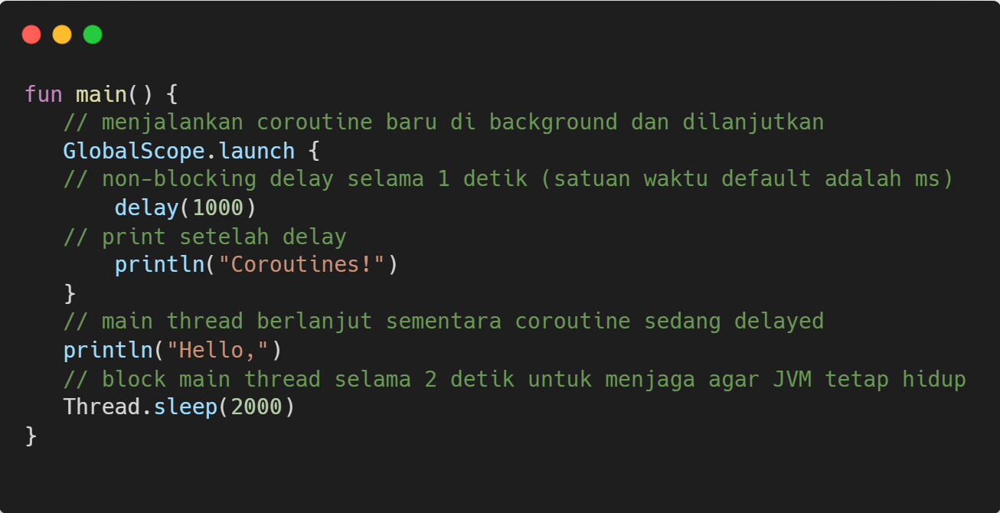 fun main() {
   // menjalankan coroutine baru di background dan dilanjutkan
   GlobalScope.launch {
   // non-blocking delay selama 1 detik (satuan waktu default adalah ms)
       delay(1000)
   // print setelah delay
       println("Coroutines!")
   }
   // main thread berlanjut sementara coroutine sedang delayed
   println("Hello,")
   // block main thread selama 2 detik untuk menjaga agar JVM tetap hidup
   Thread.sleep(2000)
}